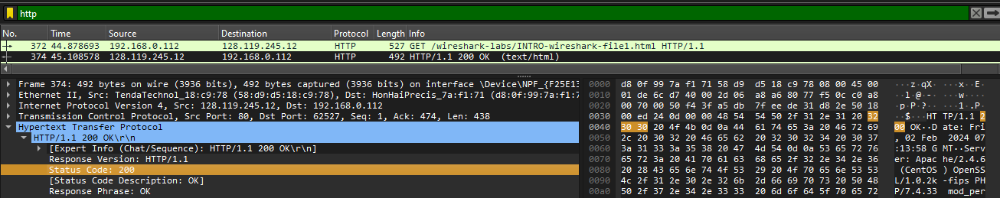 http
No. Time Source Destination Protocol Length Info
372 44.878693 192.168.0.112 128.119.245.12 HTTP 527 GET /wireshark-labs/INTRO-wireshark-file1.html HTTP/1.1
374 45.108578 128.119.245.12 192.168.0.112 HTTP 492 HTTP/1.1 200 OK (text/html)
Frame 374: 492 bytes on wire (3936 bits), 492 bytes captured (3936 bits) on interface \Device\NPF_{F25E13
Ethernet II, Src: TendaTechnol_18:c9:78 (58:d9:d5:18:c9:78), Dst: HonHaiPrecis_7a:f1:71 (d8:0f:99:7a:f1:7
Internet Protocol Version 4, Src: 128.119.245.12, Dst: 192.168.0.112
Transmission Control Protocol, Src Port: 80, Dst Port: 62527, Seq: 1, Ack: 474, Len: 438
Hypertext Transfer Protocol
HTTP/1.1 200 OK\r\n
[Expert Info (Chat/Sequence): HTTP/1.1 200 OK\r\n]
Response Version: HTTP/1.1
Status Code: 200
[Status Code Description: OK]
Response Phrase: OK
0000 d8 0f 99 7a f1 71 58 d9 d5 18 c9 78 08 00 45 00 ···z·qX· ···x··E·
0010 01 de 6c d7 40 00 2d 06 a8 a6 80 77 f5 0c c0 a8 ··l·@·-· ···w····
0020 00 70 00 50 f4 3f a5 db 7f ee de 31 d8 2e 50 18 ·p·P·?·· ···1·.P·
0030 00 ed 24 0d 00 00 48 54 54 50 2f 31 2e 31 20 32 ··$···HT TP/1.1 2
0040 30 30 20 4f 4b 0d 0a 44 61 74 65 3a 20 46 72 69 00 OK··D ate: Fri
0050 2c 20 30 32 20 46 65 62 20 32 30 32 34 20 30 37 , 02 Feb 2024 07
0060 3a 31 33 3a 35 38 20 47 4d 54 0d 0a 53 65 72 76 :13:58 G MT··Serv
0070 65 72 3a 20 41 70 61 63 68 65 2f 32 2e 34 2e 36 er: Apac he/2.4.6
0080 20 28 43 65 6e 74 4f 53 29 20 4f 70 65 6e 53 53 (CentOS ) OpenSS
0090 4c 2f 31 2e 30 2e 32 6b 2d 66 69 70 73 20 50 48 L/1.0.2k -fips PH
00a0 50 2f 37 2e 34 2e 33 33 20 6d 6f 64 5f 70 65 72 P/7.4.33 mod_per